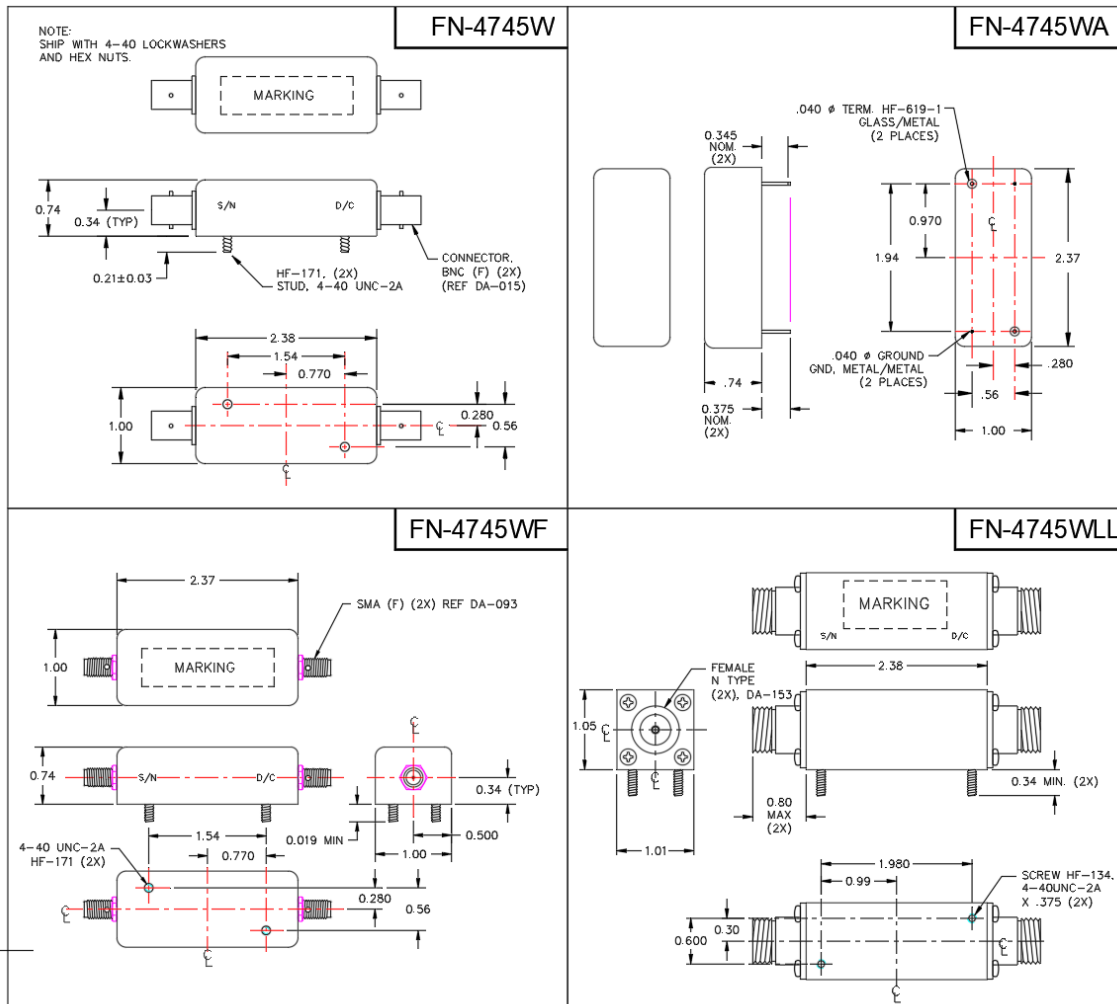 FN-4745W
NOTE:
SHIP WITH 4-40 LOCKWASHERS
AND HEX NUTS.
MARKING
0.74
0.34 (TYP)
S/N
D/C
0.21±0.03
HF-171, (2X)
STUD, 4-40 UNC-2A
CONNECTOR,
BNC (F) (2X)
(REF DA-015)
2.38
1.54
0.770
1.00
0.280
0.56
℄
℄
FN-4745WA
.040 ø TERM. HF-619-1
GLASS/METAL
(2 PLACES)
0.345
NOM.
(2X)
0.970
℄
1.94
2.37
.040 ø GROUND
GND, METAL/METAL
(2 PLACES)
.280
.74
.56
0.375
NOM.
(2X)
1.00
FN-4745WF
2.37
SMA (F) (2X) REF DA-093
1.00
MARKING
℄
0.74
S/N
D/C
0.34 (TYP)
0.019 MIN
0.500
1.54
1.00
4-40 UNC-2A
HF-171 (2X)
0.770
0.280
0.56
℄
℄
FN-4745WLL
MARKING
S/N
D/C
2.38
FEMALE
N TYPE
(2X), DA-153
1.05
℄
℄
0.34 MIN. (2X)
0.80
MAX
(2X)
1.01
1.980
0.99
SCREW HF-134,
4-40UNC-2A
X .375 (2X)
0.30
0.600
℄
℄